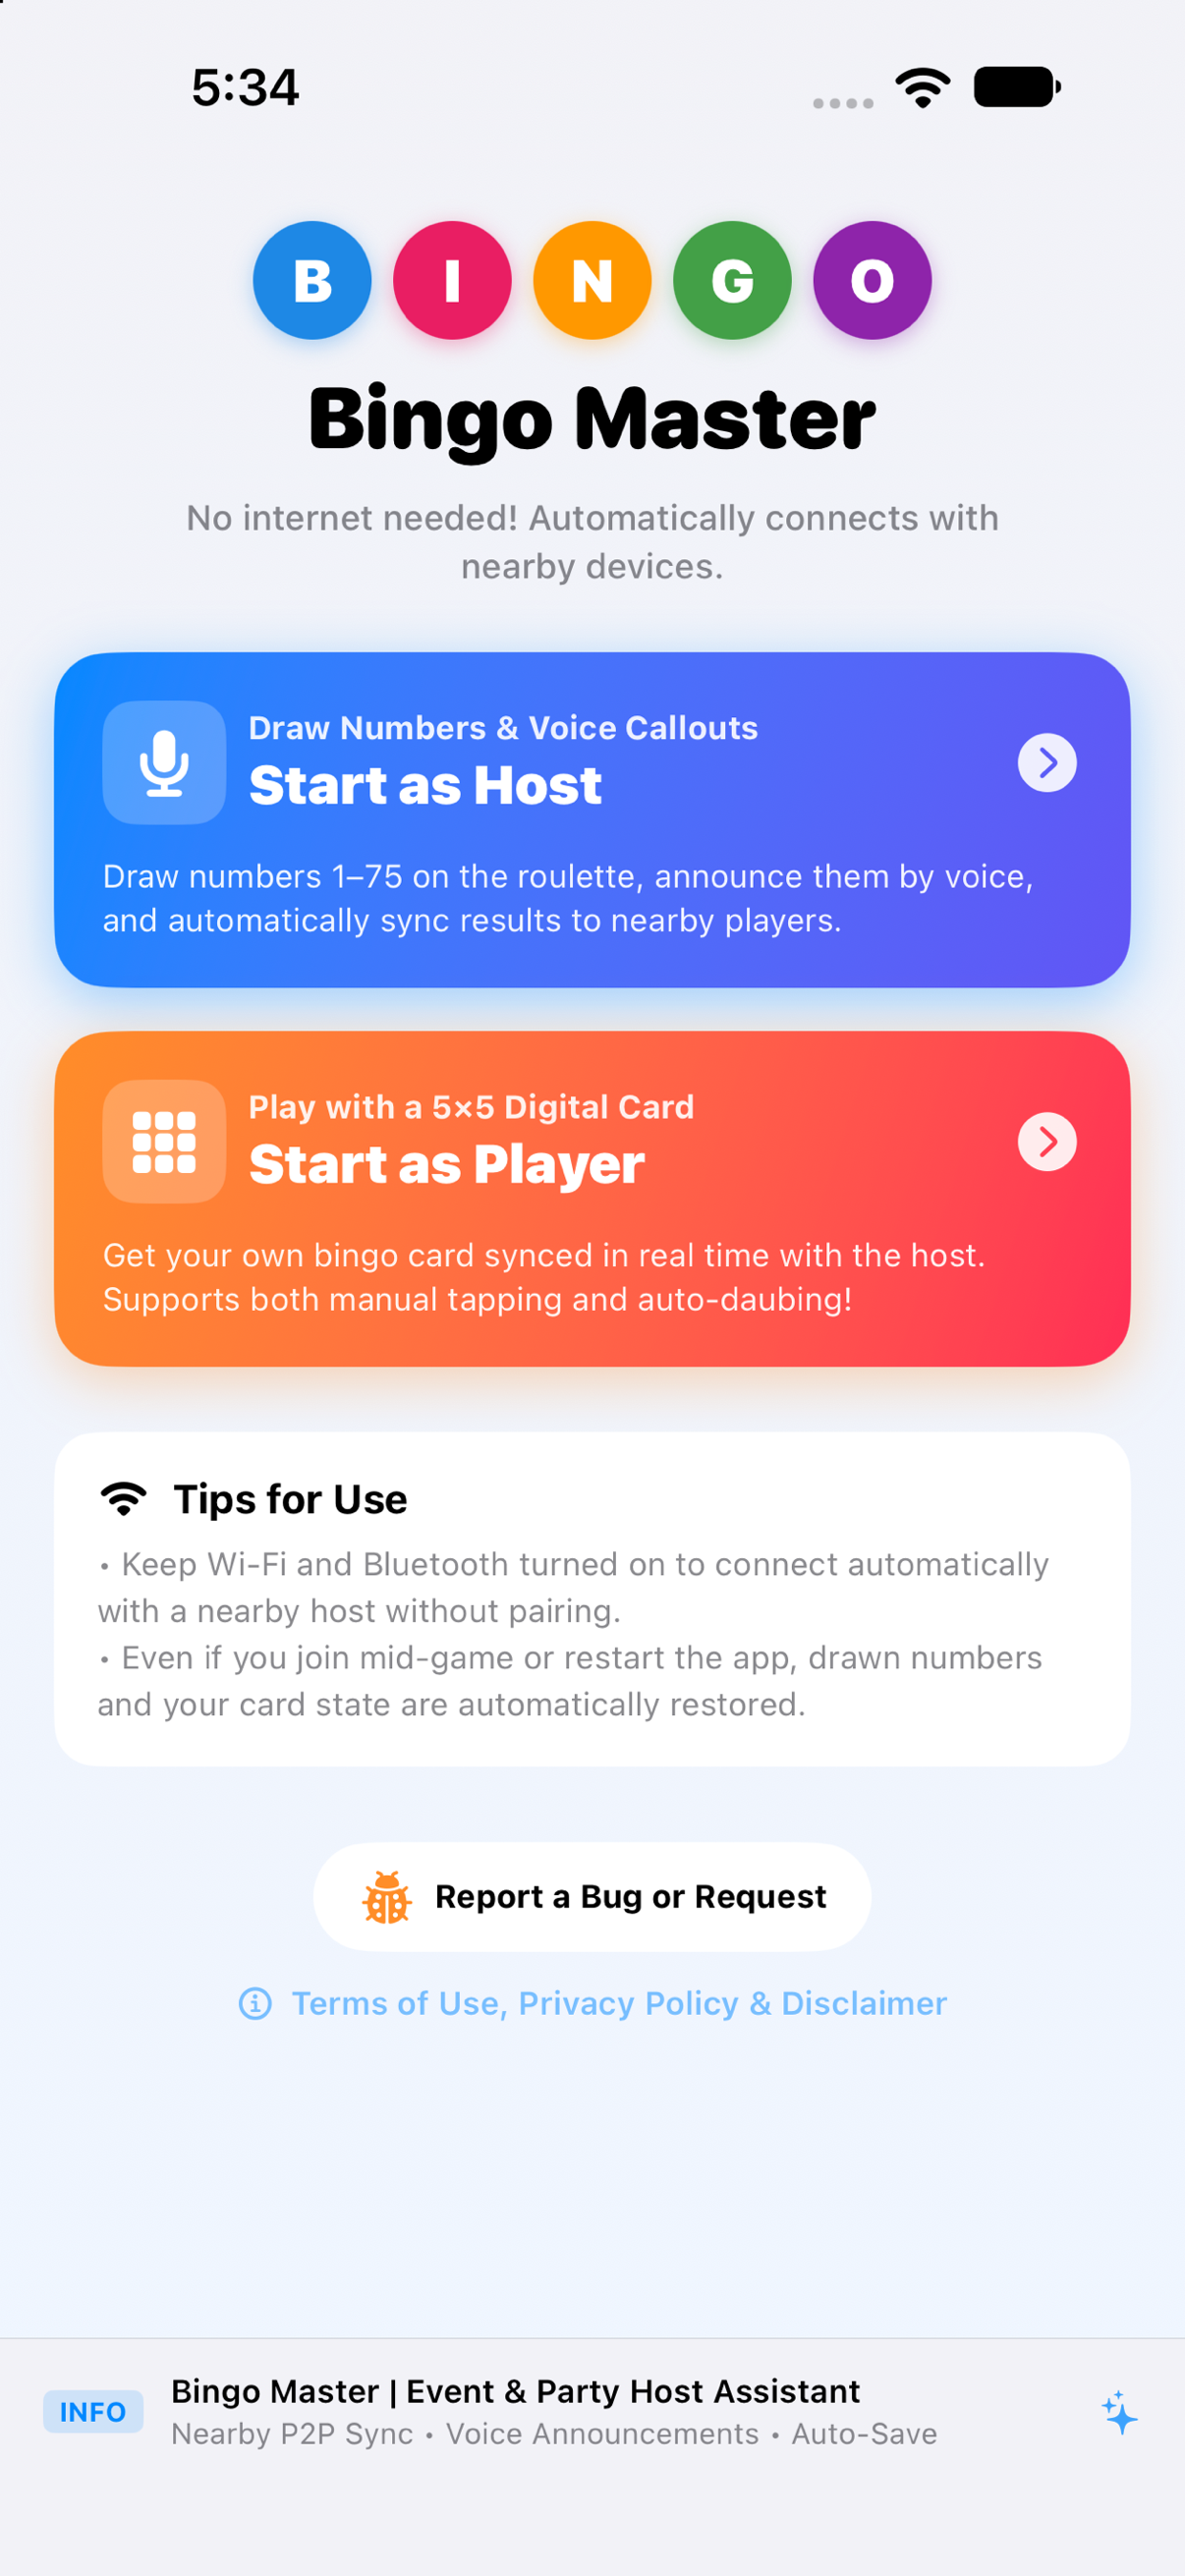 5:34
B I N G O
Bingo Master
No internet needed! Automatically connects with
nearby devices.
Draw Numbers & Voice Callouts
Start as Host
Draw numbers 1–75 on the roulette, announce them by voice,
and automatically sync results to nearby players.
Play with a 5×5 Digital Card
Start as Player
Get your own bingo card synced in real time with the host.
Supports both manual tapping and auto-daubing!
Tips for Use
• Keep Wi-Fi and Bluetooth turned on to connect automatically
with a nearby host without pairing.
• Even if you join mid-game or restart the app, drawn numbers
and your card state are automatically restored.
Report a Bug or Request
Terms of Use, Privacy Policy & Disclaimer
INFO
Bingo Master | Event & Party Host Assistant
Nearby P2P Sync • Voice Announcements • Auto-Save